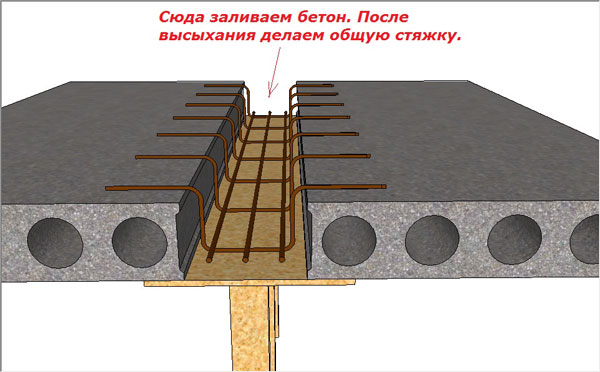 Сюда заливаем бетон. После
высыхания делаем общую стяжку.